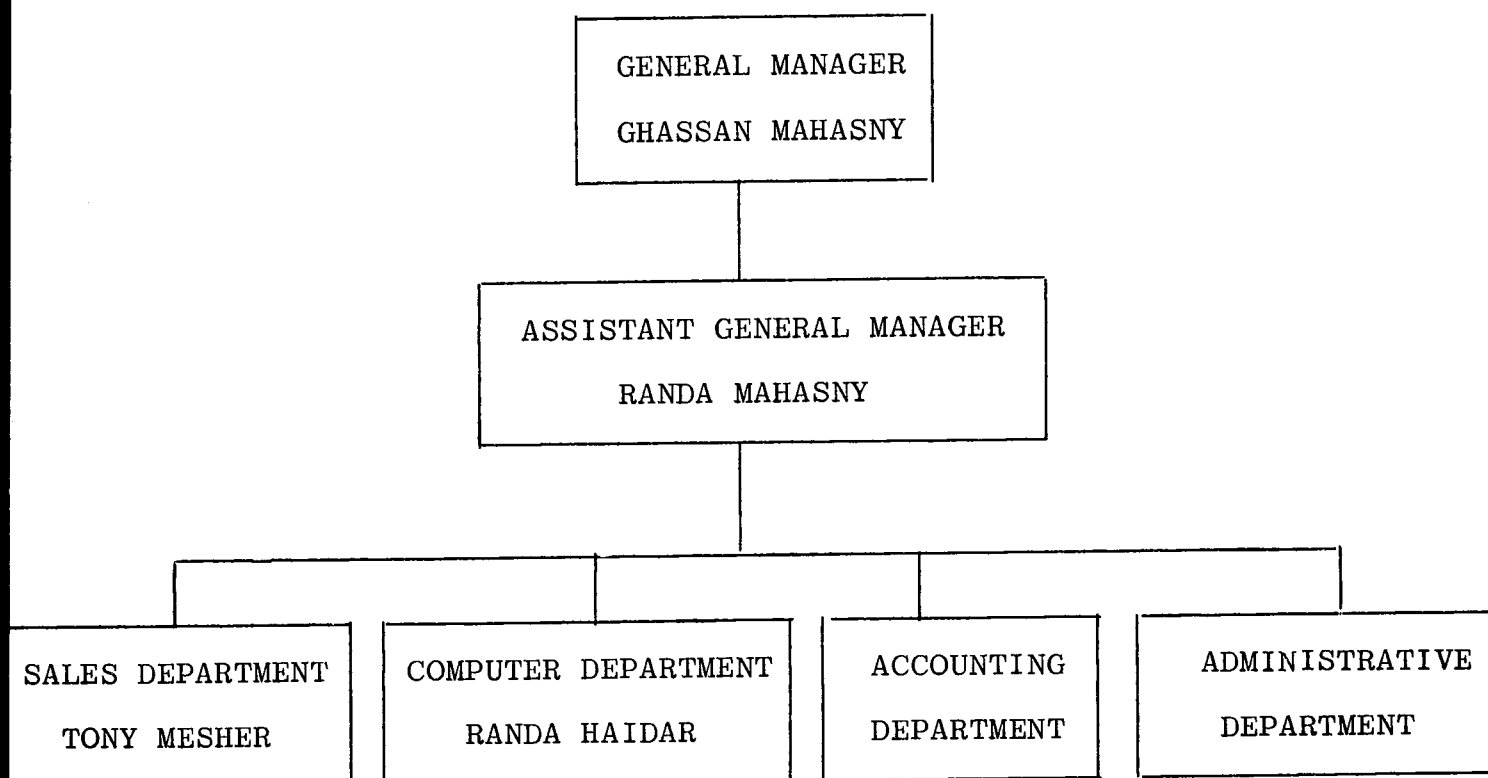 GENERAL MANAGER
GHASSAN MAHASNY
ASSISTANT GENERAL MANAGER
RANDA MAHASNY
SALES DEPARTMENT
TONY MESHER
COMPUTER DEPARTMENT
RANDA HAIDAR
ACCOUNTING
DEPARTMENT
ADMINISTRATIVE
DEPARTMENT